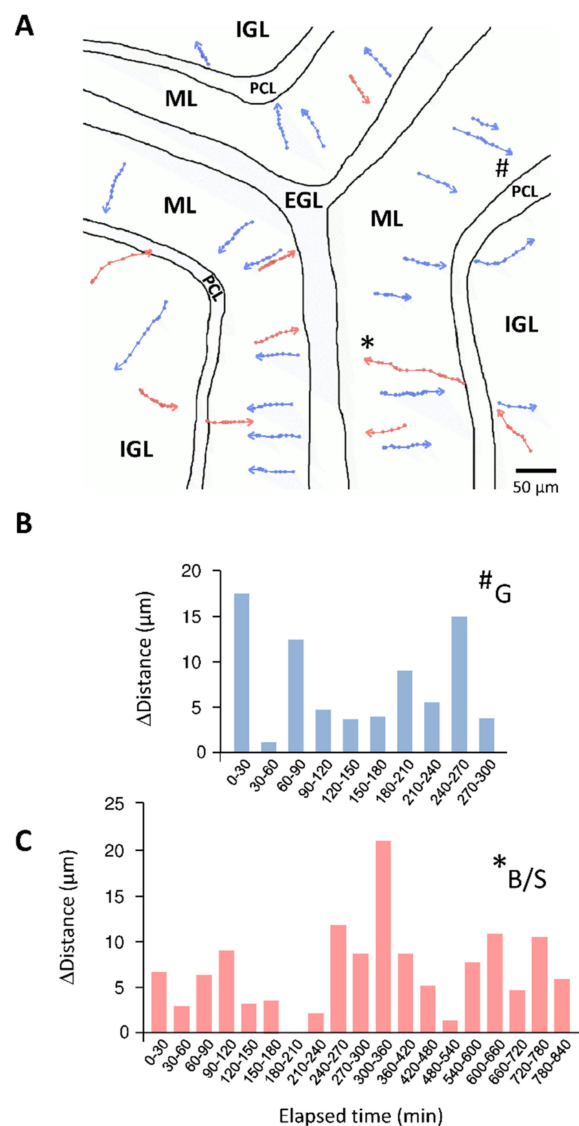 A
IGL
PCL
ML
#
EGL
PCL
ML
ML
PCL
*
IGL
IGL
50 µm
B
20
15
10
5
0
ΔDistance (µm)
#G
0-30
30-60
60-90
90-120
120-150
150-180
180-210
210-240
240-270
270-300
C
25
20
15
10
5
0
ΔDistance (µm)
*B/S
0-30
30-60
60-90
90-120
120-150
150-180
180-210
210-240
240-270
270-300
300-360
360-420
420-480
480-540
540-600
600-660
660-720
720-780
780-840
Elapsed time (min)